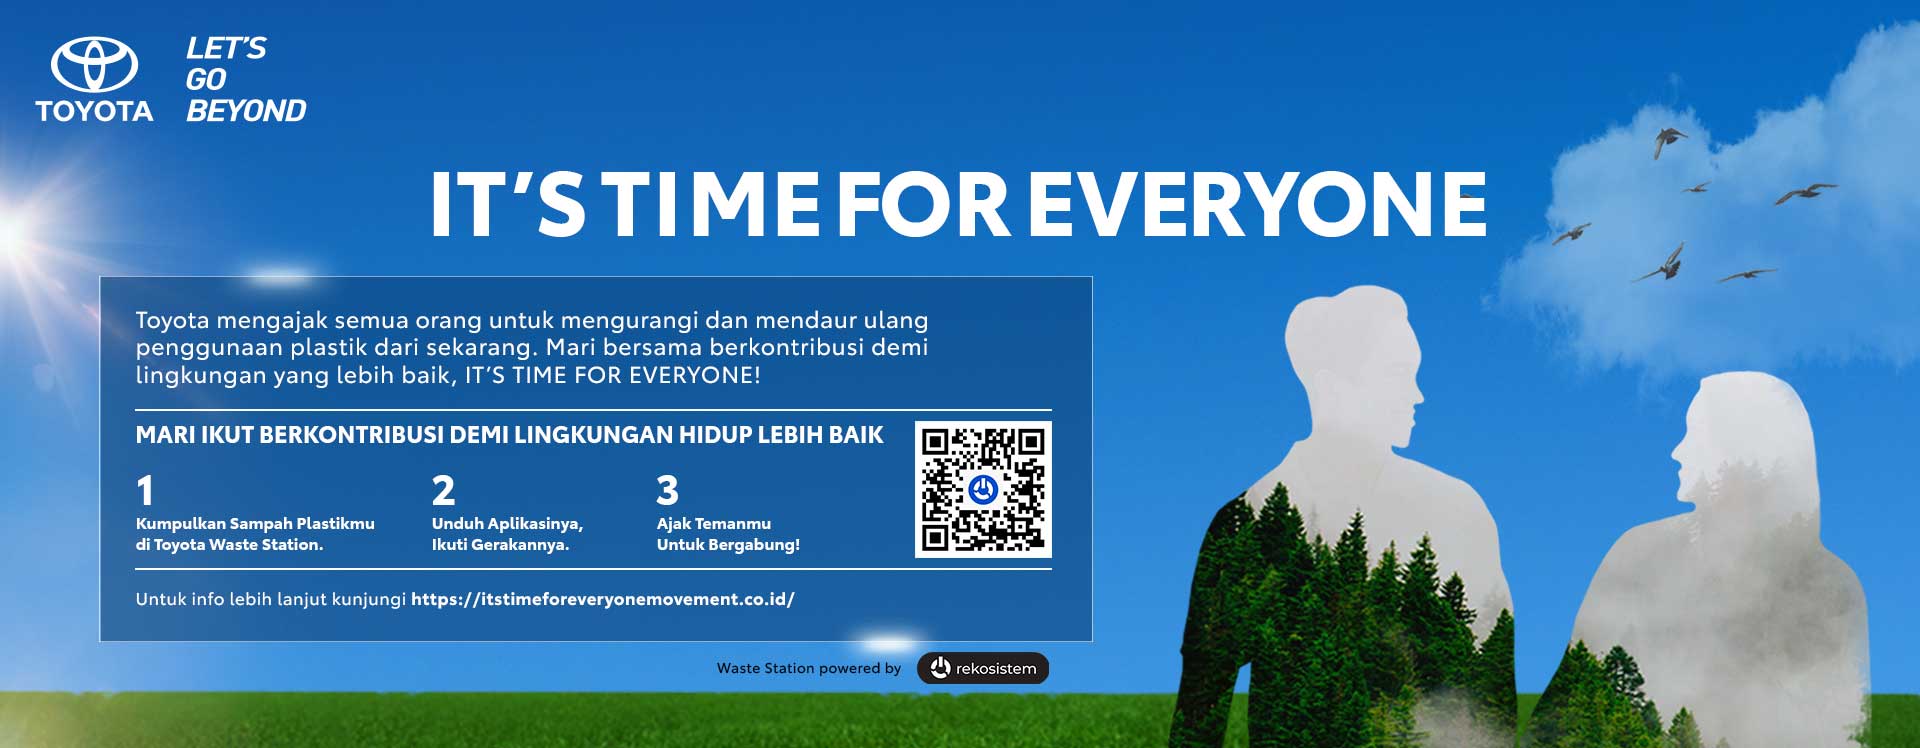 TOYOTA
LET'S
GO
BEYOND
IT'S TIME FOR EVERYONE
Toyota mengajak semua orang untuk mengurangi dan mendaur ulang
penggunaan plastik dari sekarang. Mari bersama berkontribusi demi
lingkungan yang lebih baik, IT'S TIME FOR EVERYONE!
MARI IKUT BERKONTRIBUSI DEMI LINGKUNGAN HIDUP LEBIH BAIK
1
Kumpulkan Sampah Plastikmu
di Toyota Waste Station.
2
Unduh Aplikasinya,
Ikuti Gerakannya.
3
Ajak Temanmu
Untuk Bergabung!
Untuk info lebih lanjut kunjungi https://itstimeforeveryonemovement.co.id/
Waste Station powered by rekosistem